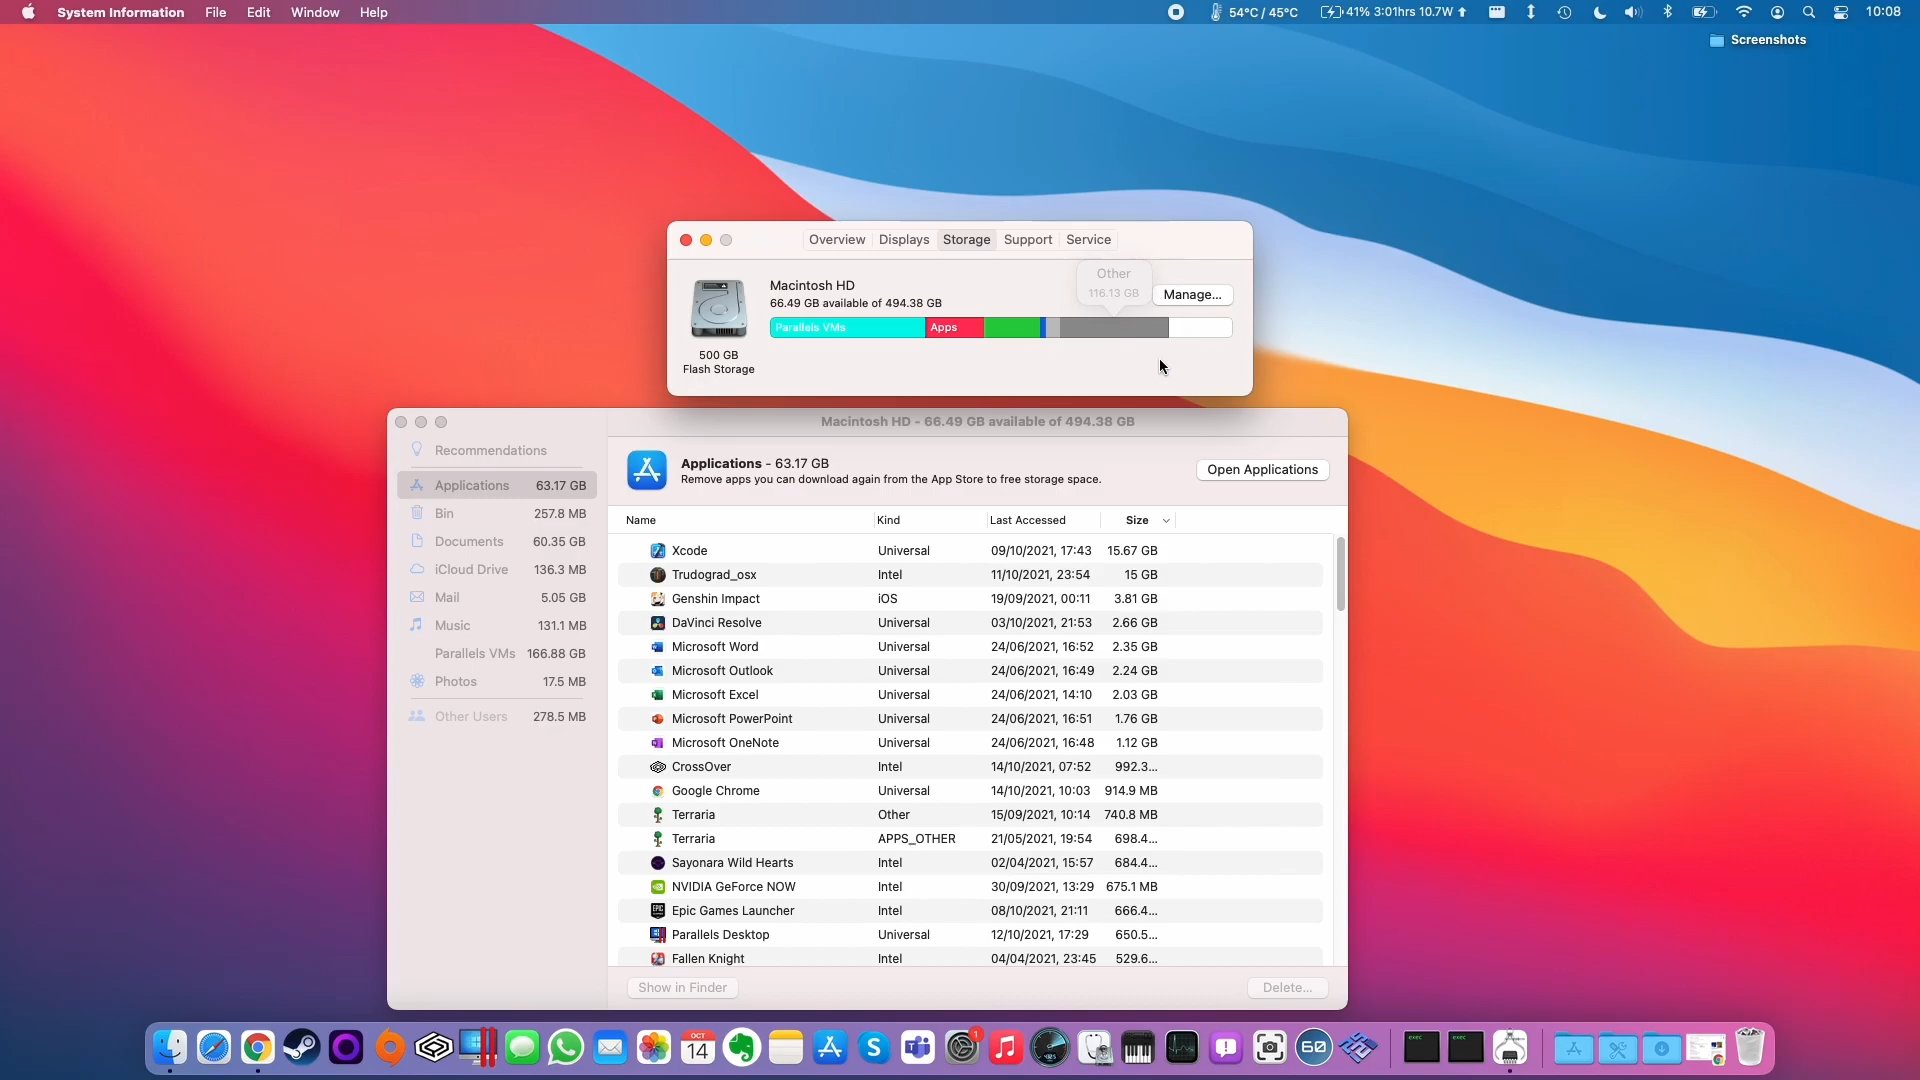 System Information File Edit Window Help
54°C / 45°C 41% 3:01hrs 10.7W 10:08
Screenshots
Overview Displays Storage Support Service
Other
116.13 GB
Macintosh HD
66.49 GB available of 494.38 GB
Manage...
Parallels VMs Apps
500 GB
Flash Storage
Macintosh HD - 66.49 GB available of 494.38 GB
Recommendations
Applications 63.17 GB
Bin 257.8 MB
Documents 60.35 GB
iCloud Drive 136.3 MB
Mail 5.05 GB
Music 131.1 MB
Parallels VMs 166.88 GB
Photos 17.5 MB
Other Users 278.5 MB
Applications - 63.17 GB
Remove apps you can download again from the App Store to free storage space.
Open Applications
Name Kind Last Accessed Size
Xcode Universal 09/10/2021, 17:43 15.67 GB
Trudograd_osx Intel 11/10/2021, 23:54 15 GB
Genshin Impact iOS 19/09/2021, 00:11 3.81 GB
DaVinci Resolve Universal 03/10/2021, 21:53 2.66 GB
Microsoft Word Universal 24/06/2021, 16:52 2.35 GB
Microsoft Outlook Universal 24/06/2021, 16:49 2.24 GB
Microsoft Excel Universal 24/06/2021, 14:10 2.03 GB
Microsoft PowerPoint Universal 24/06/2021, 16:51 1.76 GB
Microsoft OneNote Universal 24/06/2021, 16:48 1.12 GB
CrossOver Intel 14/10/2021, 07:52 992.3...
Google Chrome Universal 14/10/2021, 10:03 914.9 MB
Terraria Other 15/09/2021, 10:14 740.8 MB
Terraria APPS_OTHER 21/05/2021, 19:54 698.4...
Sayonara Wild Hearts Intel 02/04/2021, 15:57 684.4...
NVIDIA GeForce NOW Intel 30/09/2021, 13:29 675.1 MB
Epic Games Launcher Intel 08/10/2021, 21:11 666.4...
Parallels Desktop Universal 12/10/2021, 17:29 650.5...
Fallen Knight Intel 04/04/2021, 23:45 529.6...
Show in Finder Delete...
OCT
14
1
60
exec
exec